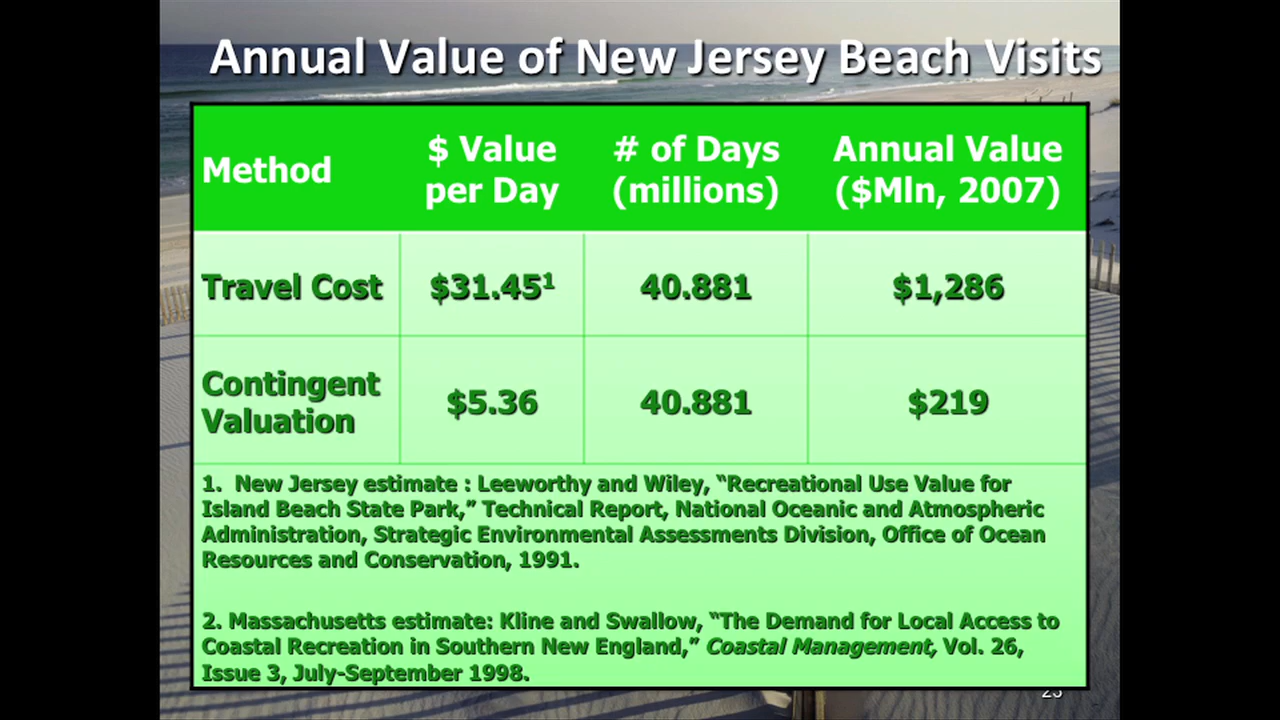 Annual Value of New Jersey Beach Visits
Method
$ Value
per Day
# of Days
(millions)
Annual Value
($Mln, 2007)
Travel Cost
$31.45¹
40.881
$1,286
Contingent
Valuation
$5.36
40.881
$219
1. New Jersey estimate : Leeworthy and Wiley, “Recreational Use Value for
Island Beach State Park,” Technical Report, National Oceanic and Atmospheric
Administration, Strategic Environmental Assessments Division, Office of Ocean
Resources and Conservation, 1991.
2. Massachusetts estimate: Kline and Swallow, “The Demand for Local Access to
Coastal Recreation in Southern New England,” Coastal Management, Vol. 26,
Issue 3, July-September 1998.